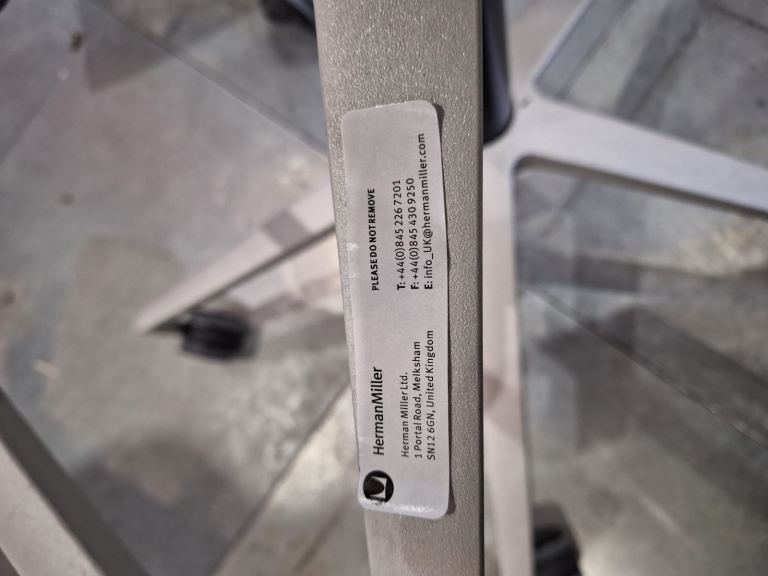 HermanMiller
Herman Miller Ltd.
1 Portal Road, Melksham
SN12 6GN, United Kingdom
PLEASE DO NOT REMOVE
T: +44(0)845 226 7201
F: +44(0)845 430 9250
E: info_UK@hermanmiller.com